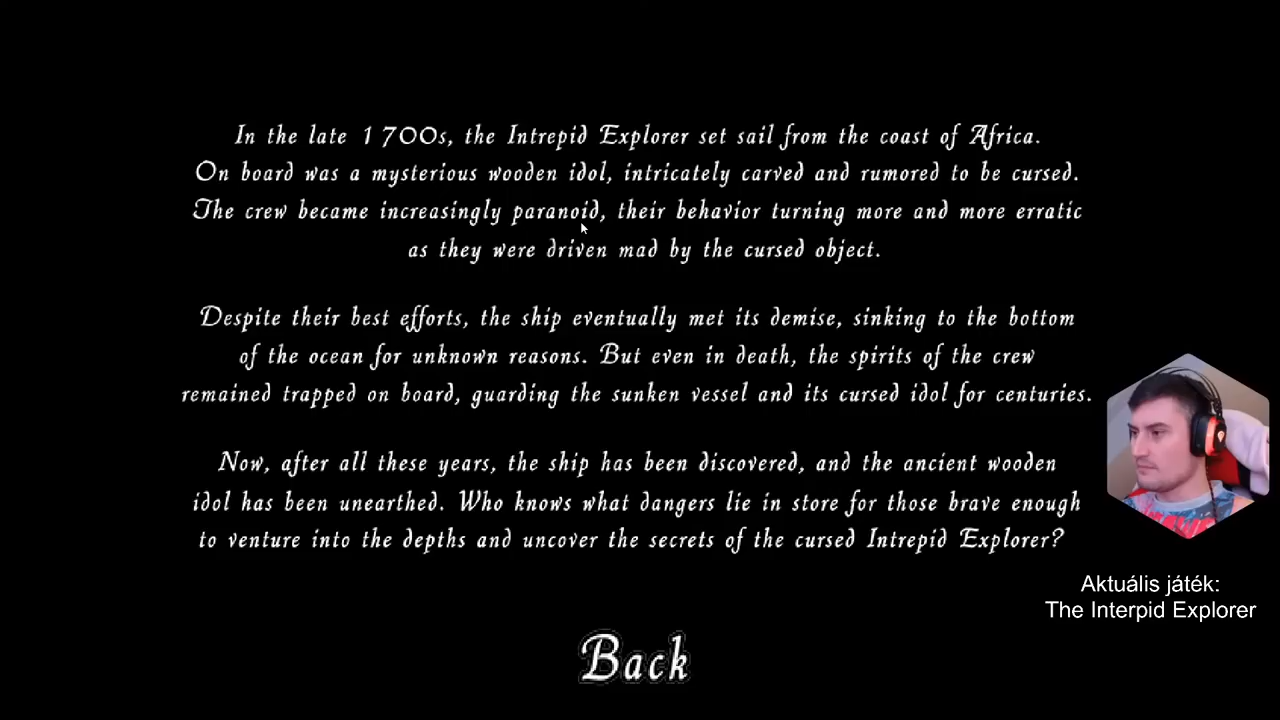 In the late 1700s, the Intrepid Explorer set sail from the coast of Africa.
On board was a mysterious wooden idol, intricately carved and rumored to be cursed.
The crew became increasingly paranoid, their behavior turning more and more erratic
as they were driven mad by the cursed object.
Despite their best efforts, the ship eventually met its demise, sinking to the bottom
of the ocean for unknown reasons. But even in death, the spirits of the crew
remained trapped on board, guarding the sunken vessel and its cursed idol for centuries.
Now, after all these years, the ship has been discovered, and the ancient wooden
idol has been unearthed. Who knows what dangers lie in store for those brave enough
to venture into the depths and uncover the secrets of the cursed Intrepid Explorer?
Aktuális játék:
The Interpid Explorer
Back